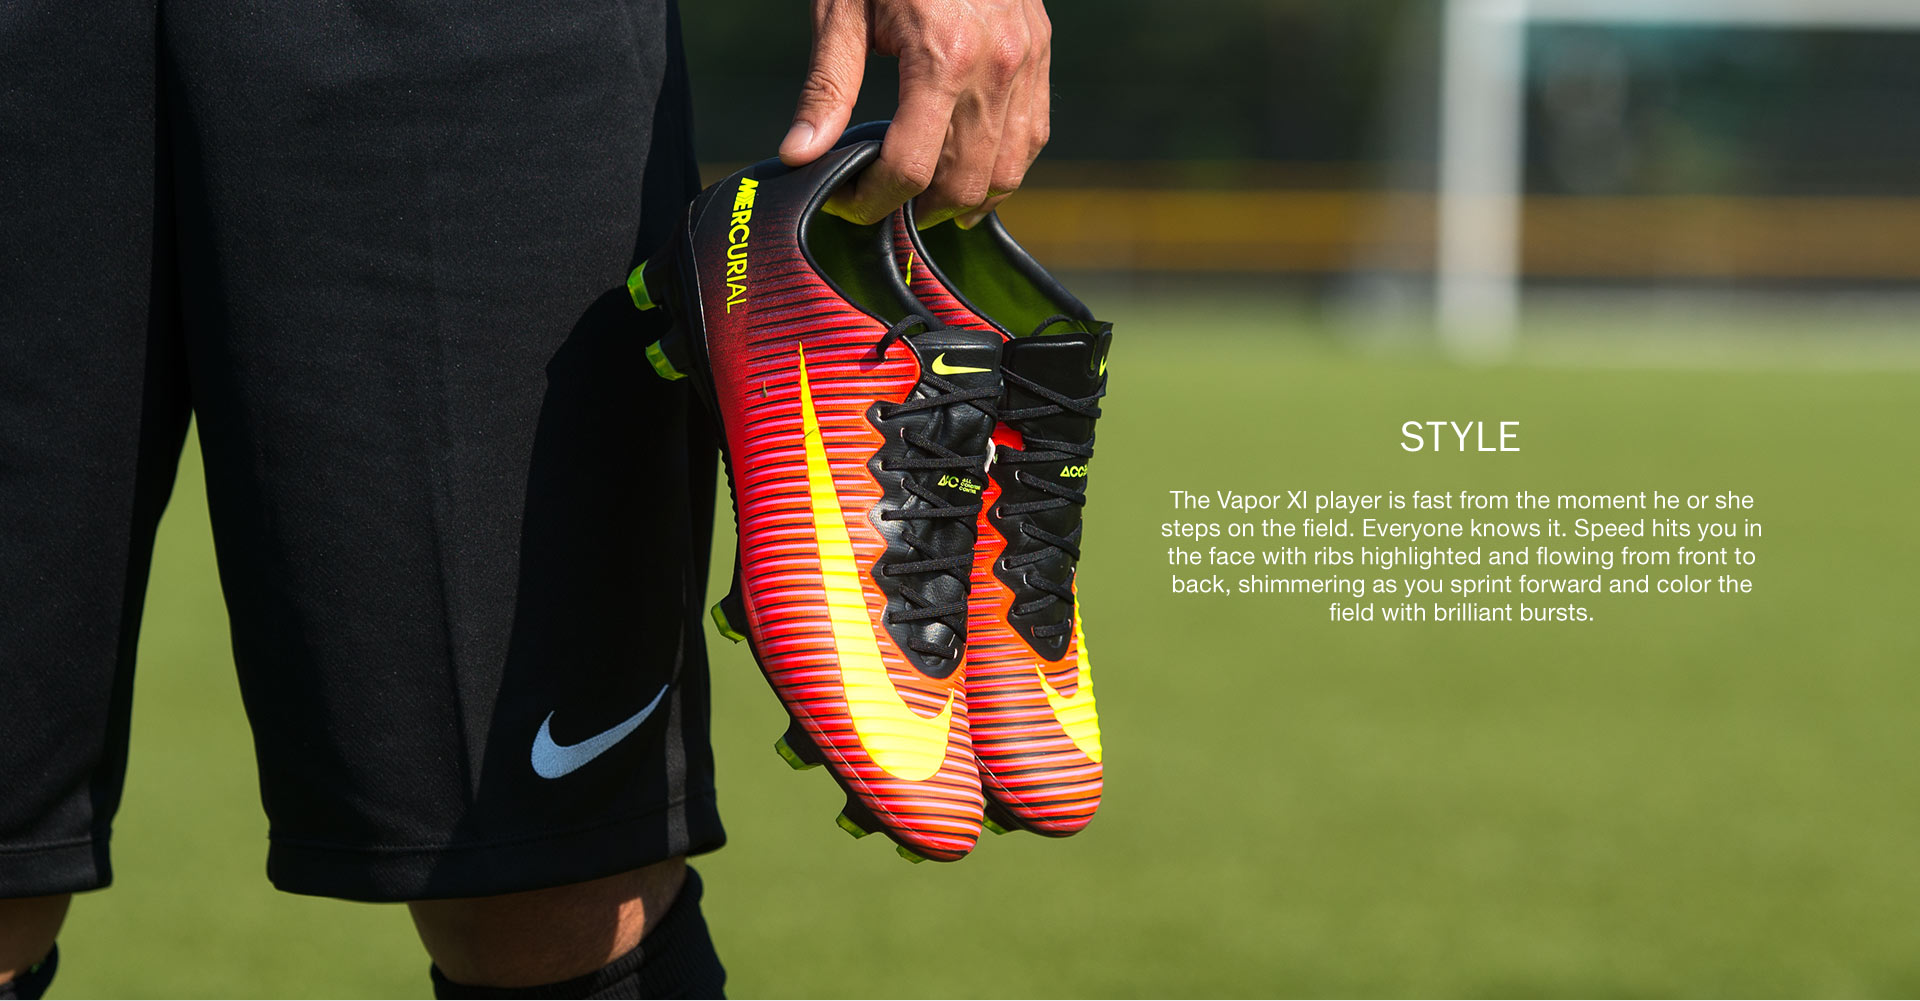 MERCURIAL
ACC ALL
CONDITIONS
CONTROL
ACC
STYLE
The Vapor XI player is fast from the moment he or she
steps on the field. Everyone knows it. Speed hits you in
the face with ribs highlighted and flowing from front to
back, shimmering as you sprint forward and color the
field with brilliant bursts.